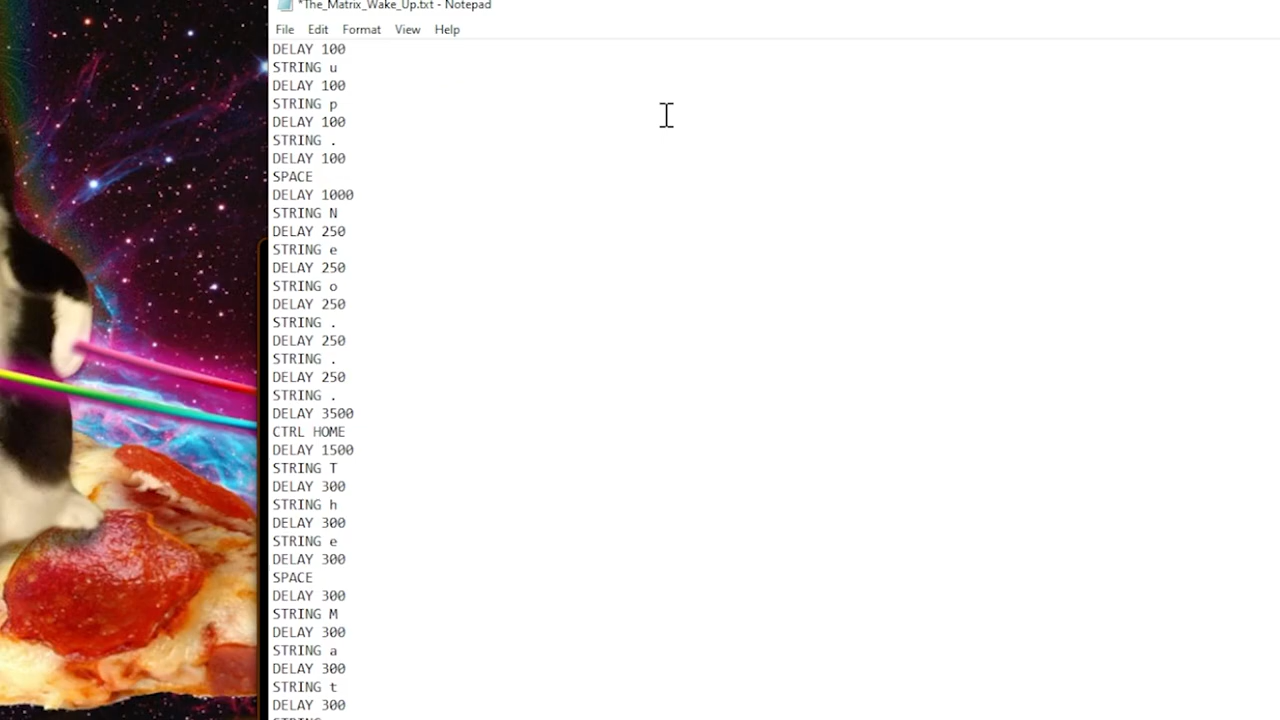 *The_Matrix_Wake_Up.txt - Notepad
File Edit Format View Help
DELAY 100
STRING u
DELAY 100
STRING p
DELAY 100
STRING .
DELAY 100
SPACE
DELAY 1000
STRING N
DELAY 250
STRING e
DELAY 250
STRING o
DELAY 250
STRING .
DELAY 250
STRING .
DELAY 250
STRING .
DELAY 3500
CTRL HOME
DELAY 1500
STRING T
DELAY 300
STRING h
DELAY 300
STRING e
DELAY 300
SPACE
DELAY 300
STRING M
DELAY 300
STRING a
DELAY 300
STRING t
DELAY 300